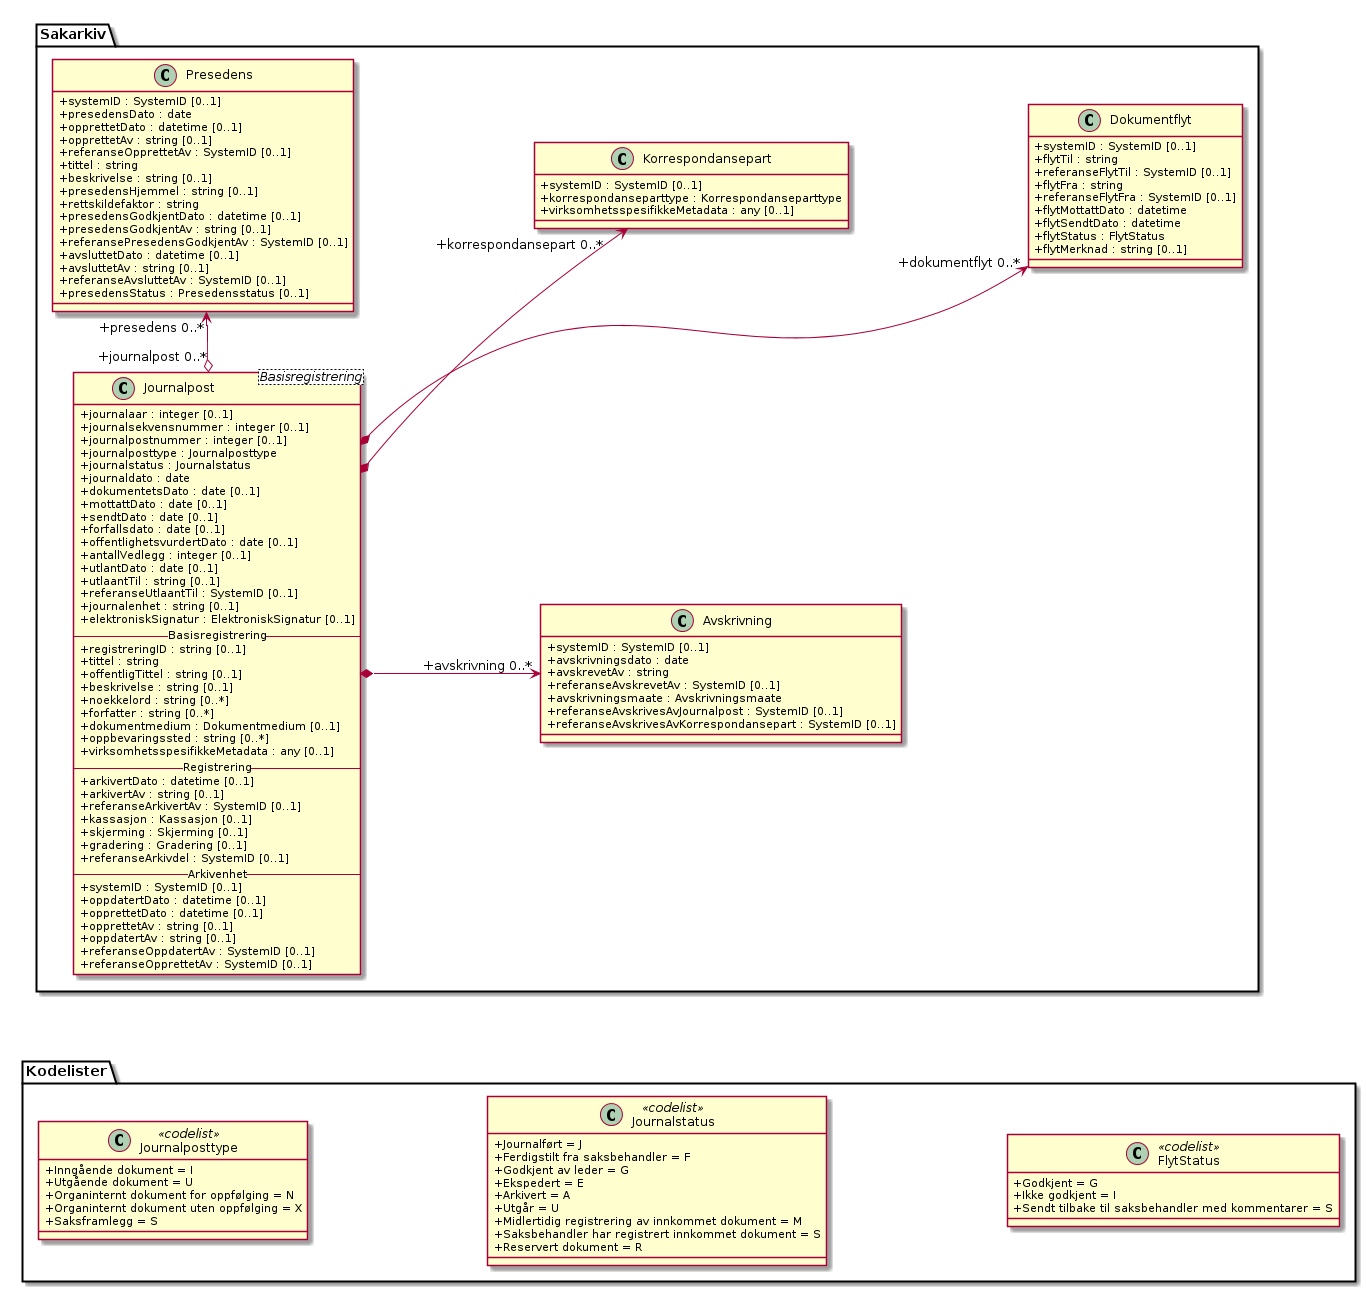 Sakarkiv
C Presedens
+systemID : SystemID [0..1]
+presedensDato : date
+opprettetDato : datetime [0..1]
+opprettetAv : string [0..1]
+referanseOpprettetAv : SystemID [0..1]
+tittel : string
+beskrivelse : string [0..1]
+presedensHjemmel : string [0..1]
+rettskildefaktor : string
+presedensGodkjentDato : datetime [0..1]
+presedensGodkjentAv : string [0..1]
+referansePresedensGodkjentAv : SystemID [0..1]
+avsluttetDato : datetime [0..1]
+avsluttetAv : string [0..1]
+referanseAvsluttetAv : SystemID [0..1]
+presedensStatus : Presedensstatus [0..1]
C Korrespondansepart
+systemID : SystemID [0..1]
+korrespondanseparttype : Korrespondanseparttype
+virksomhetsspesifikkeMetadata : any [0..1]
C Dokumentflyt
+systemID : SystemID [0..1]
+flytTil : string
+referanseFlytTil : SystemID [0..1]
+flytFra : string
+referanseFlytFra : SystemID [0..1]
+flytMottattDato : datetime
+flytSendtDato : datetime
+flytStatus : FlytStatus
+flytMerknad : string [0..1]
+korrespondansepart 0..*
+dokumentflyt 0..*
+presedens 0..*
+journalpost 0..*
C Journalpost
Basisregistrering
+journalaar : integer [0..1]
+journalsekvensnummer : integer [0..1]
+journalpostnummer : integer [0..1]
+journalposttype : Journalposttype
+journalstatus : Journalstatus
+journaldato : date
+dokumentetsDato : date [0..1]
+mottattDato : date [0..1]
+sendtDato : date [0..1]
+forfallsdato : date [0..1]
+offentlighetsvurdertDato : date [0..1]
+antallVedlegg : integer [0..1]
+utlantDato : date [0..1]
+utlaantTil : string [0..1]
+referanseUtlaantTil : SystemID [0..1]
+journalenhet : string [0..1]
+elektroniskSignatur : ElektroniskSignatur [0..1]
Basisregistrering
+registreringID : string [0..1]
+tittel : string
+offentligTittel : string [0..1]
+beskrivelse : string [0..1]
+noekkelord : string [0..*]
+forfatter : string [0..*]
+dokumentmedium : Dokumentmedium [0..1]
+oppbevaringssted : string [0..*]
+virksomhetsspesifikkeMetadata : any [0..1]
Registrering
+arkivertDato : datetime [0..1]
+arkivertAv : string [0..1]
+referanseArkivertAv : SystemID [0..1]
+kassasjon : Kassasjon [0..1]
+skjerming : Skjerming [0..1]
+gradering : Gradering [0..1]
+referanseArkivdel : SystemID [0..1]
Arkivenhet
+systemID : SystemID [0..1]
+oppdatertDato : datetime [0..1]
+opprettetDato : datetime [0..1]
+opprettetAv : string [0..1]
+oppdatertAv : string [0..1]
+referanseOppdatertAv : SystemID [0..1]
+referanseOpprettetAv : SystemID [0..1]
+avskrivning 0..*
C Avskrivning
+systemID : SystemID [0..1]
+avskrivningsdato : date
+avskrevetAv : string
+referanseAvskrevetAv : SystemID [0..1]
+avskrivningsmaate : Avskrivningsmaate
+referanseAvskrivesAvJournalpost : SystemID [0..1]
+referanseAvskrivesAvKorrespondansepart : SystemID [0..1]
Kodelister
«codelist»
C Journalposttype
+Inngående dokument = I
+Utgående dokument = U
+Organinternt dokument for oppfølging = N
+Organinternt dokument uten oppfølging = X
+Saksframlegg = S
«codelist»
C Journalstatus
+Journalført = J
+Ferdigstilt fra saksbehandler = F
+Godkjent av leder = G
+Ekspedert = E
+Arkivert = A
+Utgår = U
+Midlertidig registrering av innkommet dokument = M
+Saksbehandler har registrert innkommet dokument = S
+Reservert dokument = R
«codelist»
C FlytStatus
+Godkjent = G
+Ikke godkjent = I
+Sendt tilbake til saksbehandler med kommentarer = S